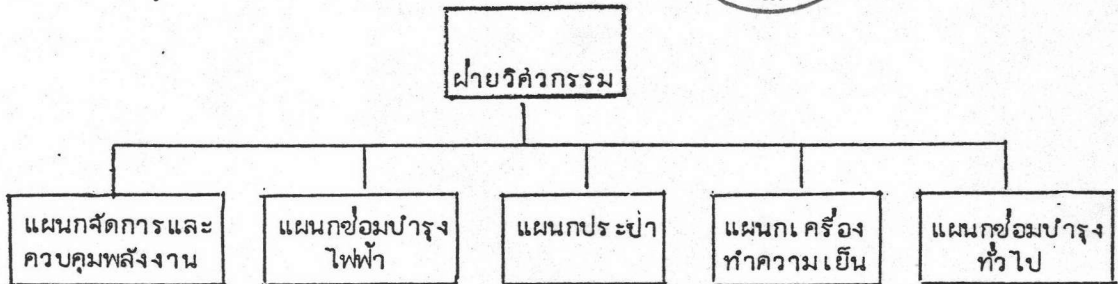 ฝ่ายวิศวกรรม
แผนกจัดการและ
ควบคุมพลังงาน
แผนกซ่อมบำรุง
ไฟฟ้า
แผนกประปา
แผนกเครื่อง
ทำความเย็น
แผนกซ่อมบำรุง
ทั่วไป